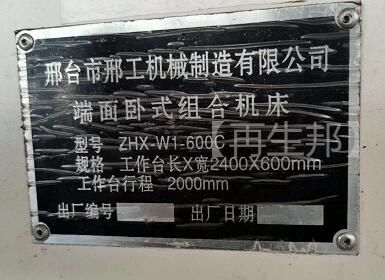 邢台市邢工机械制造有限公司
端面卧式组合机床
型号 ZHX-W1-600C
规格 工作台长X宽2400X600mm
工作台行程 2000mm
出厂编号 出厂日期
【再生邦】